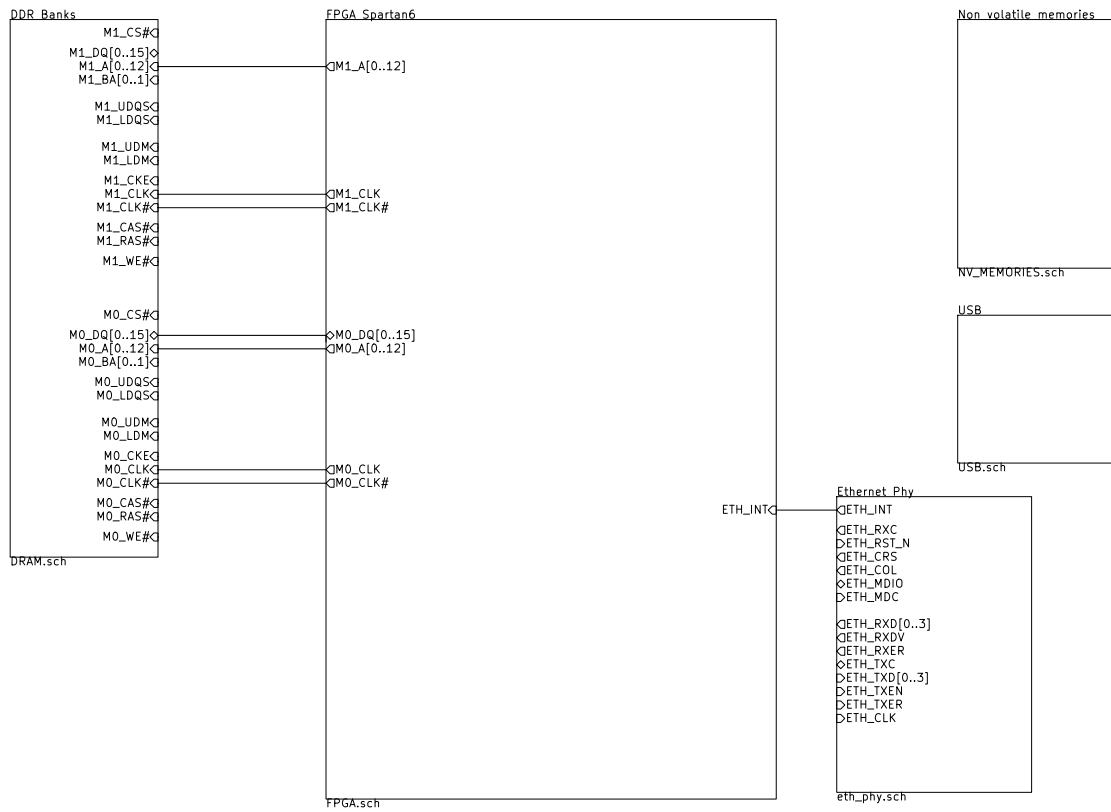 DDR Banks
M1_CS#
M1_DQ[0..15]
M1_A[0..12]
M1_BA[0..1]
M1_UDQS
M1_LDQS
M1_UDM
M1_LDM
M1_CKE
M1_CLK
M1_CLK#
M1_CAS#
M1_RAS#
M1_WE#
M0_CS#
M0_DQ[0..15]
M0_A[0..12]
M0_BA[0..1]
M0_UDQS
M0_LDQS
M0_UDM
M0_LDM
M0_CKE
M0_CLK
M0_CLK#
M0_CAS#
M0_RAS#
M0_WE#
DRAM.sch
FPGA Spartan6
M1_A[0..12]
M1_CLK
M1_CLK#
M0_DQ[0..15]
M0_A[0..12]
M0_CLK
M0_CLK#
ETH_INT
FPGA.sch
Non volatile memories
NV_MEMORIES.sch
USB
USB.sch
Ethernet Phy
ETH_INT
ETH_RXC
ETH_RST_N
ETH_CRS
ETH_COL
ETH_MDIO
ETH_MDC
ETH_RXD[0..3]
ETH_RXDV
ETH_RXER
ETH_TXC
ETH_TXD[0..3]
ETH_TXEN
ETH_TXER
ETH_CLK
eth_phy.sch